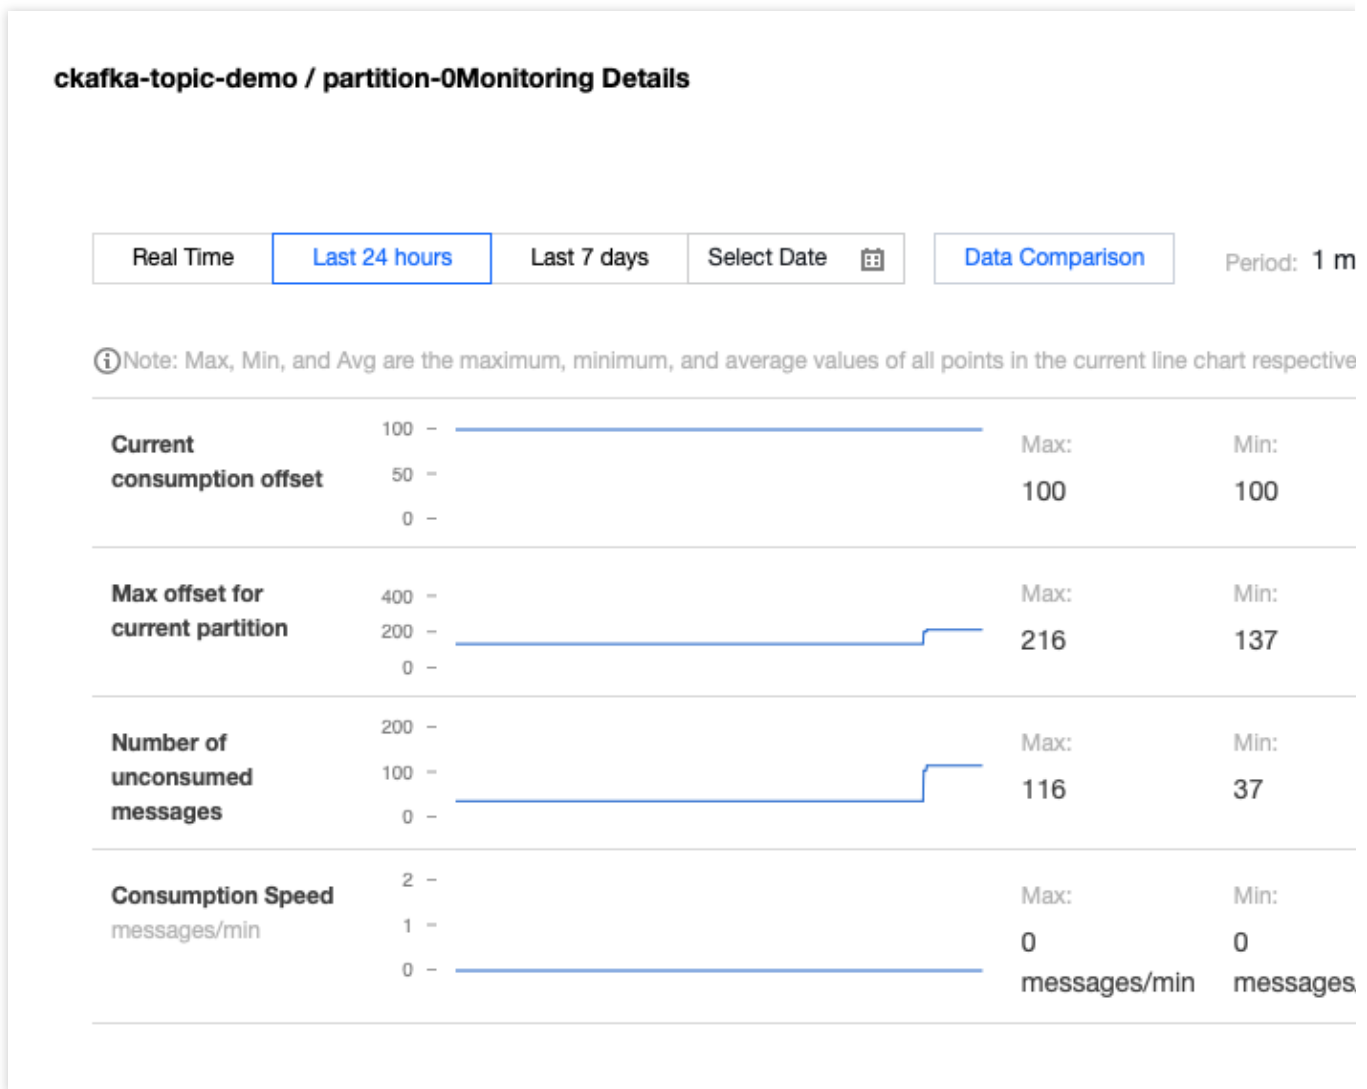 ckafka-topic-demo / partition-0Monitoring Details
Real Time Last 24 hours Last 7 days Select Date Data Comparison Period: 1 m
Note: Max, Min, and Avg are the maximum, minimum, and average values of all points in the current line chart respective
Current consumption offset
100
50
0
Max: 100
Min: 100
Max offset for current partition
400
200
0
Max: 216
Min: 137
Number of unconsumed messages
200
100
0
Max: 116
Min: 37
Consumption Speed
messages/min
2
1
0
Max: 0 messages/min
Min: 0 messages/